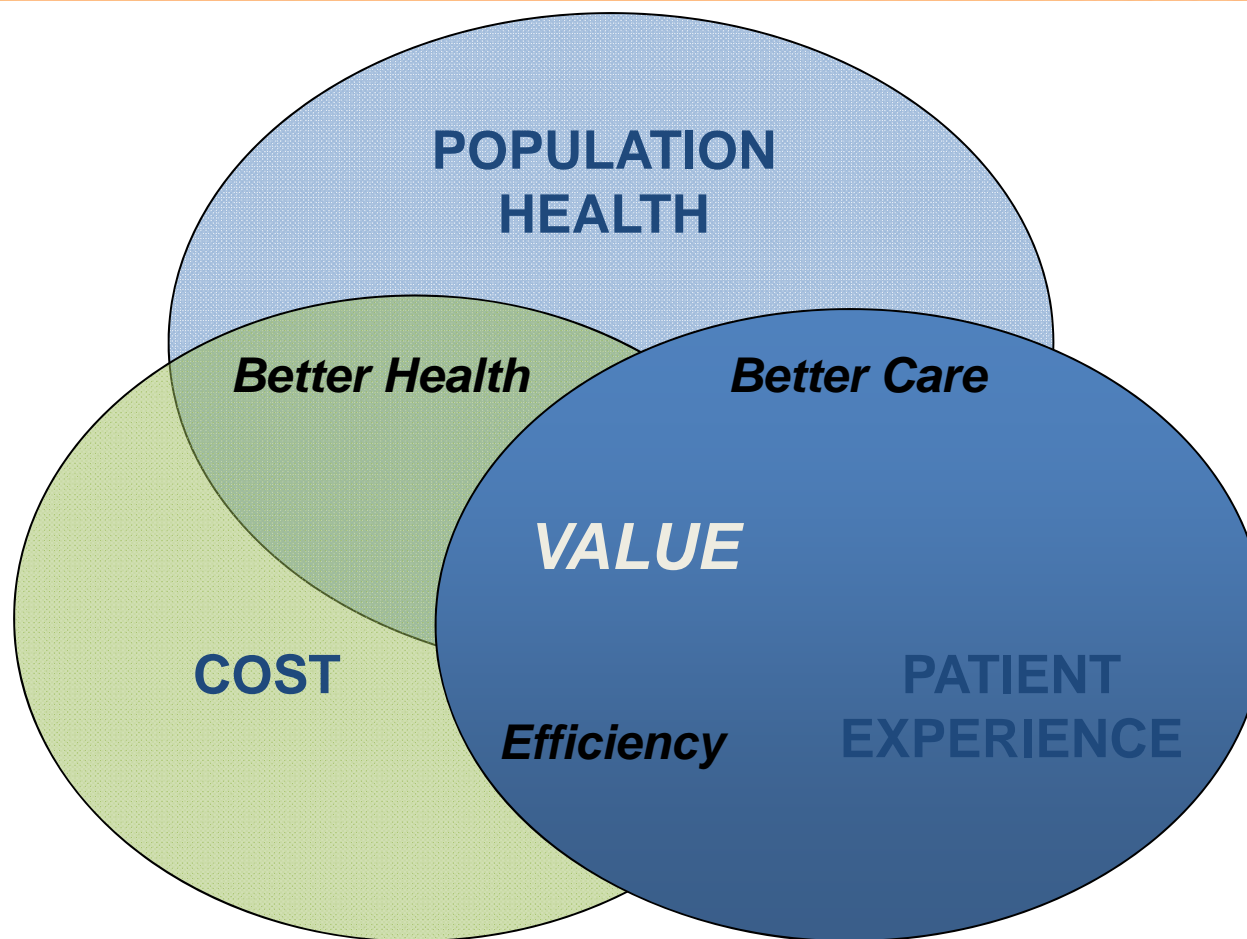 POPULATION
HEALTH
Better Health
Better Care
VALUE
COST
PATIENT
EXPERIENCE
Efficiency